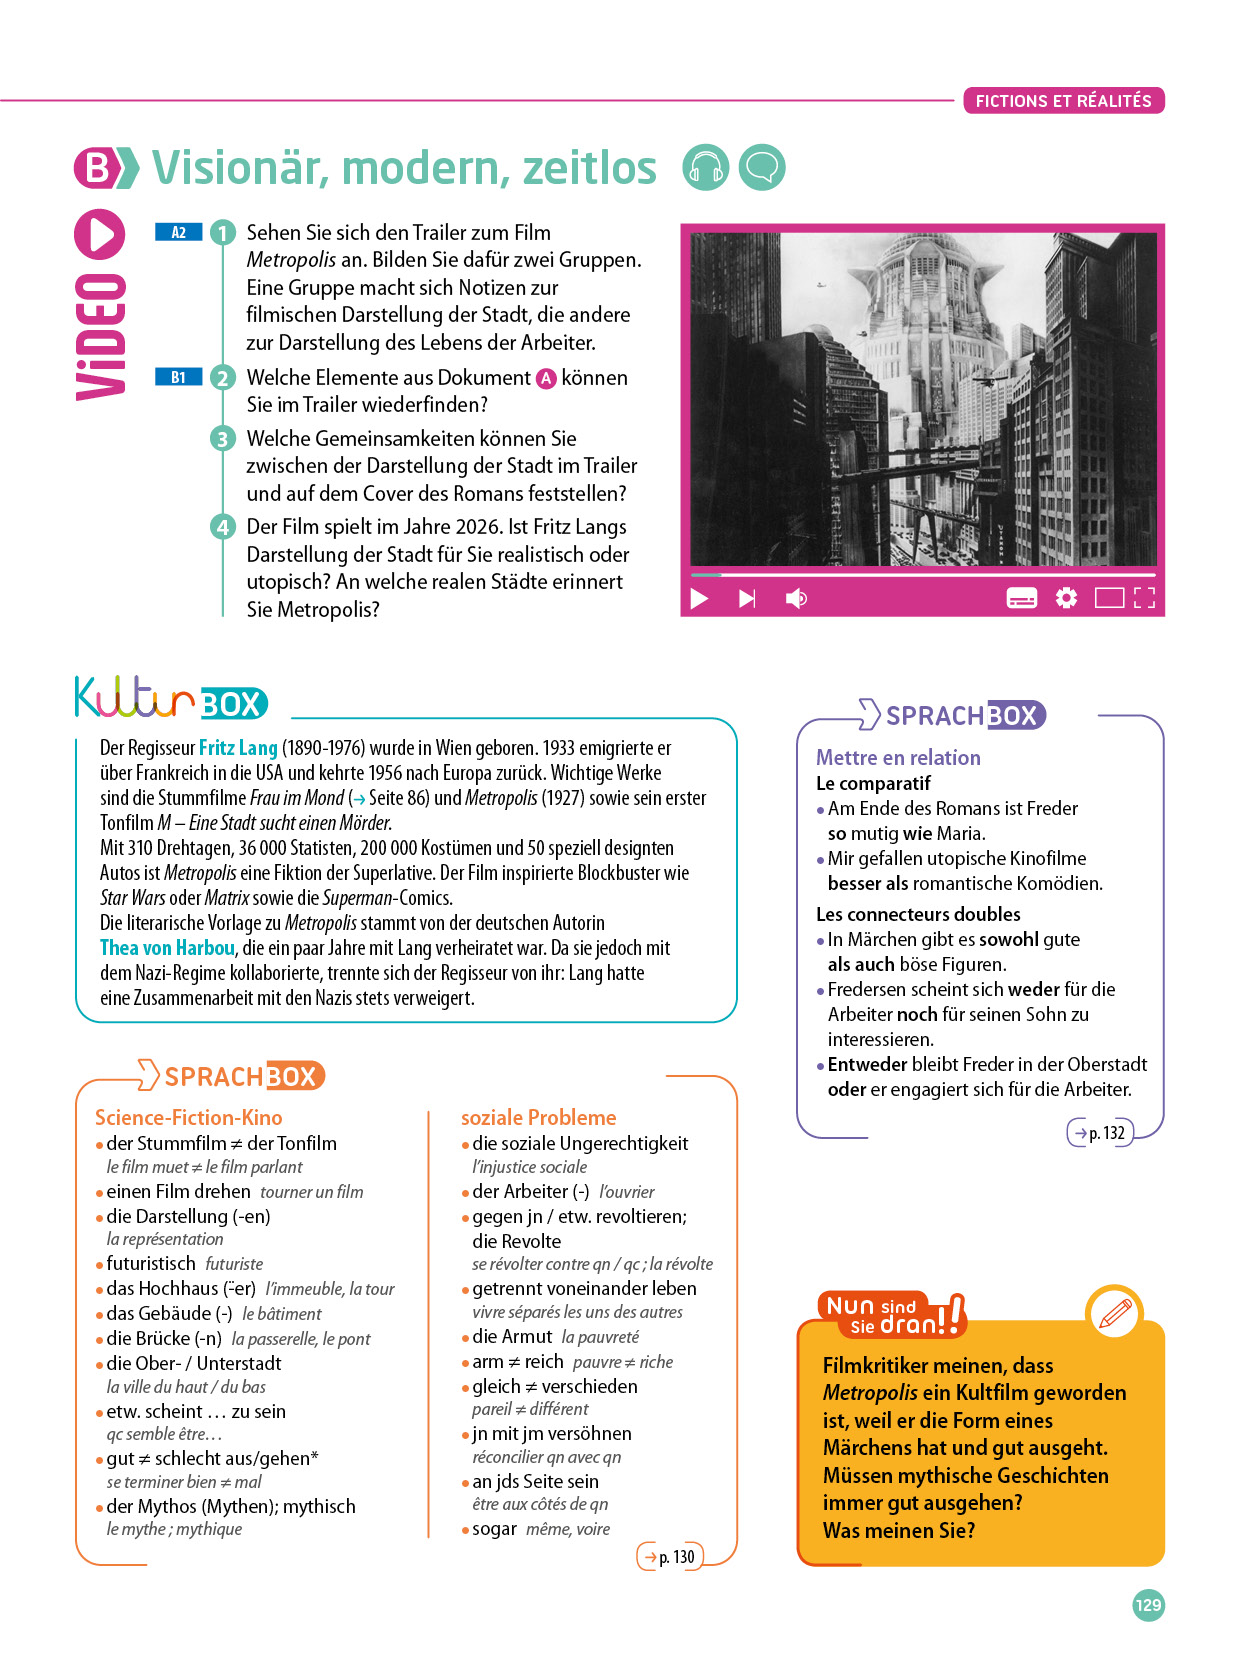 FICTIONS ET RÉALITÉS
B Visionär, modern, zeitlos
ViDEO
A2
1 Sehen Sie sich den Trailer zum Film
Metropolis an. Bilden Sie dafür zwei Gruppen.
Eine Gruppe macht sich Notizen zur
filmischen Darstellung der Stadt, die andere
zur Darstellung des Lebens der Arbeiter.
B1
2 Welche Elemente aus Dokument A können
Sie im Trailer wiederfinden?
3 Welche Gemeinsamkeiten können Sie
zwischen der Darstellung der Stadt im Trailer
und auf dem Cover des Romans feststellen?
4 Der Film spielt im Jahre 2026. Ist Fritz Langs
Darstellung der Stadt für Sie realistisch oder
utopisch? An welche realen Städte erinnert
Sie Metropolis?
Kultur BOX
Der Regisseur Fritz Lang (1890-1976) wurde in Wien geboren. 1933 emigrierte er
über Frankreich in die USA und kehrte 1956 nach Europa zurück. Wichtige Werke
sind die Stummfilme Frau im Mond (→ Seite 86) und Metropolis (1927) sowie sein erster
Tonfilm M – Eine Stadt sucht einen Mörder.
Mit 310 Drehtagen, 36 000 Statisten, 200 000 Kostümen und 50 speziell designten
Autos ist Metropolis eine Fiktion der Superlative. Der Film inspirierte Blockbuster wie
Star Wars oder Matrix sowie die Superman-Comics.
Die literarische Vorlage zu Metropolis stammt von der deutschen Autorin
Thea von Harbou, die ein paar Jahre mit Lang verheiratet war. Da sie jedoch mit
dem Nazi-Regime kollaborierte, trennte sich der Regisseur von ihr: Lang hatte
eine Zusammenarbeit mit den Nazis stets verweigert.
SPRACHBOX
Mettre en relation
Le comparatif
• Am Ende des Romans ist Freder
so mutig wie Maria.
• Mir gefallen utopische Kinofilme
besser als romantische Komödien.
Les connecteurs doubles
• In Märchen gibt es sowohl gute
als auch böse Figuren.
• Fredersen scheint sich weder für die
Arbeiter noch für seinen Sohn zu
interessieren.
• Entweder bleibt Freder in der Oberstadt
oder er engagiert sich für die Arbeiter.
→ p. 132
SPRACHBOX
Science-Fiction-Kino
• der Stummfilm ≠ der Tonfilm
le film muet ≠ le film parlant
• einen Film drehen tourner un film
• die Darstellung (-en)
la représentation
• futuristisch futuriste
• das Hochhaus (¨-er) l'immeuble, la tour
• das Gebäude (-) le bâtiment
• die Brücke (-n) la passerelle, le pont
• die Ober- / Unterstadt
la ville du haut / du bas
• etw. scheint … zu sein
qc semble être…
• gut ≠ schlecht aus/gehen*
se terminer bien ≠ mal
• der Mythos (Mythen); mythisch
le mythe ; mythique
soziale Probleme
• die soziale Ungerechtigkeit
l'injustice sociale
• der Arbeiter (-) l'ouvrier
• gegen jn / etw. revoltieren;
die Revolte
se révolter contre qn / qc ; la révolte
• getrennt voneinander leben
vivre séparés les uns des autres
• die Armut la pauvreté
• arm ≠ reich pauvre ≠ riche
• gleich ≠ verschieden
pareil ≠ différent
• jn mit jm versöhnen
réconcilier qn avec qn
• an jds Seite sein
être aux côtés de qn
• sogar même, voire
→ p. 130
Nun sind
Sie dran!!
Filmkritiker meinen, dass
Metropolis ein Kultfilm geworden
ist, weil er die Form eines
Märchens hat und gut ausgeht.
Müssen mythische Geschichten
immer gut ausgehen?
Was meinen Sie?
129